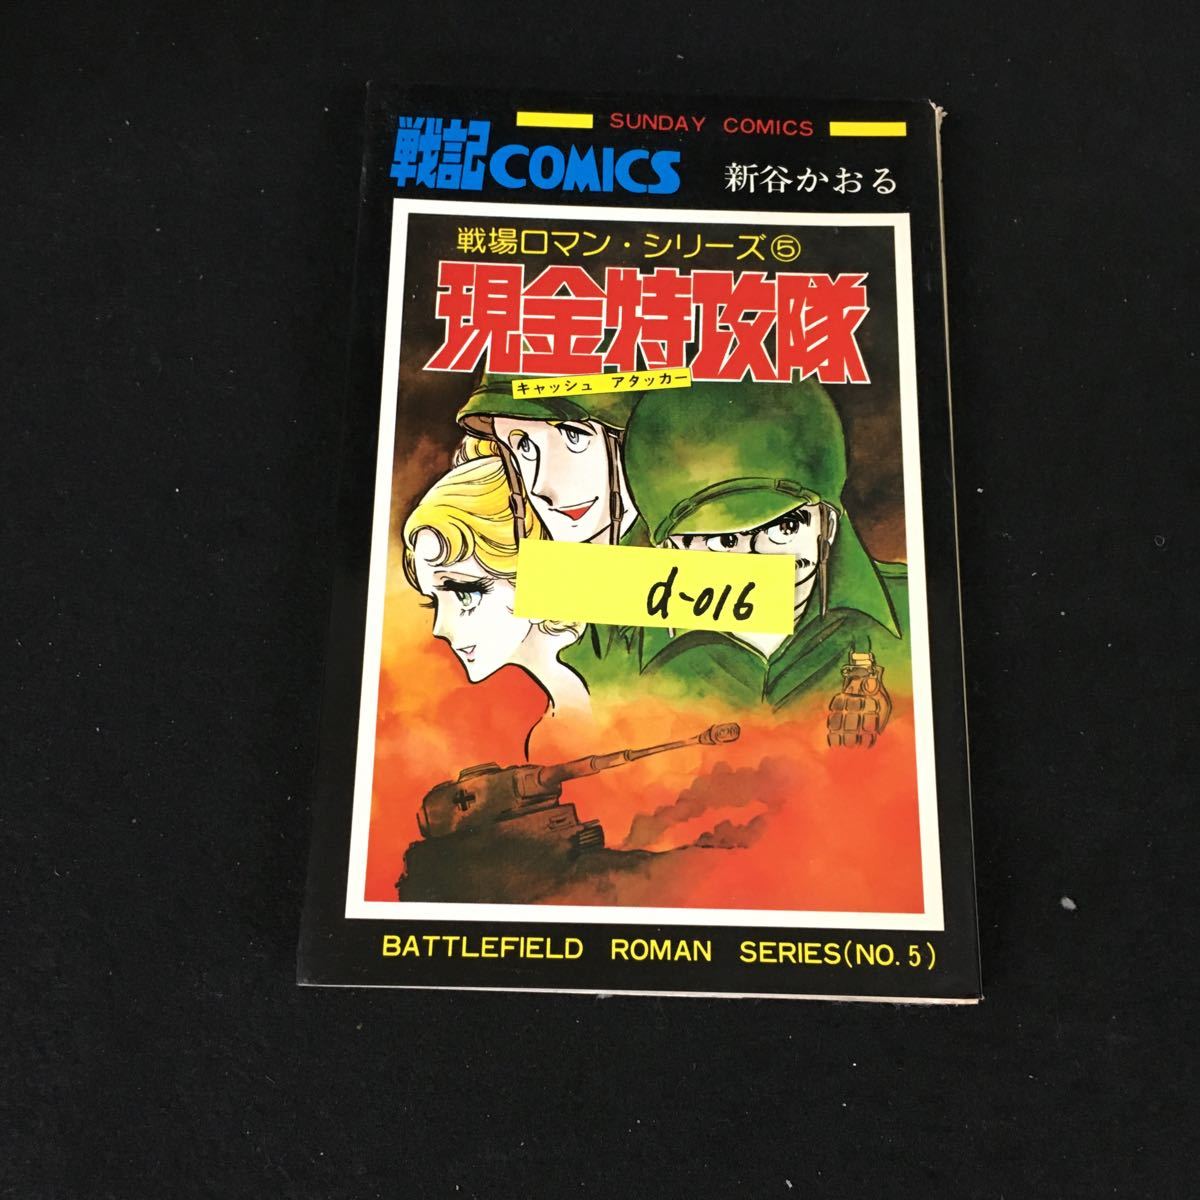 SUNDAY COMICS
戦記COMICS
新谷かおる
戦場ロマン・シリーズ⑤
現金特攻隊
キャッシュ アタッカー
d-016
BATTLEFIELD ROMAN SERIES(NO.5)